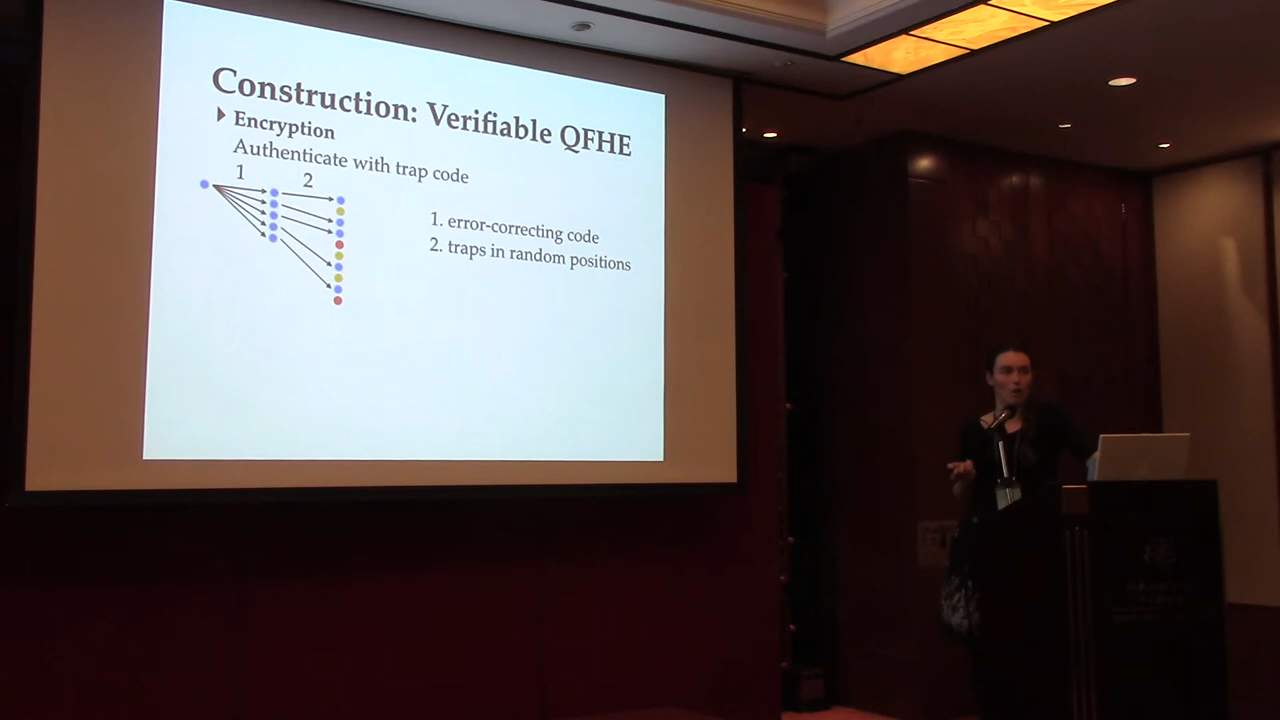 Construction: Verifiable QFHE
Encryption
Authenticate with trap code
1 2
1. error-correcting code
2. traps in random positions